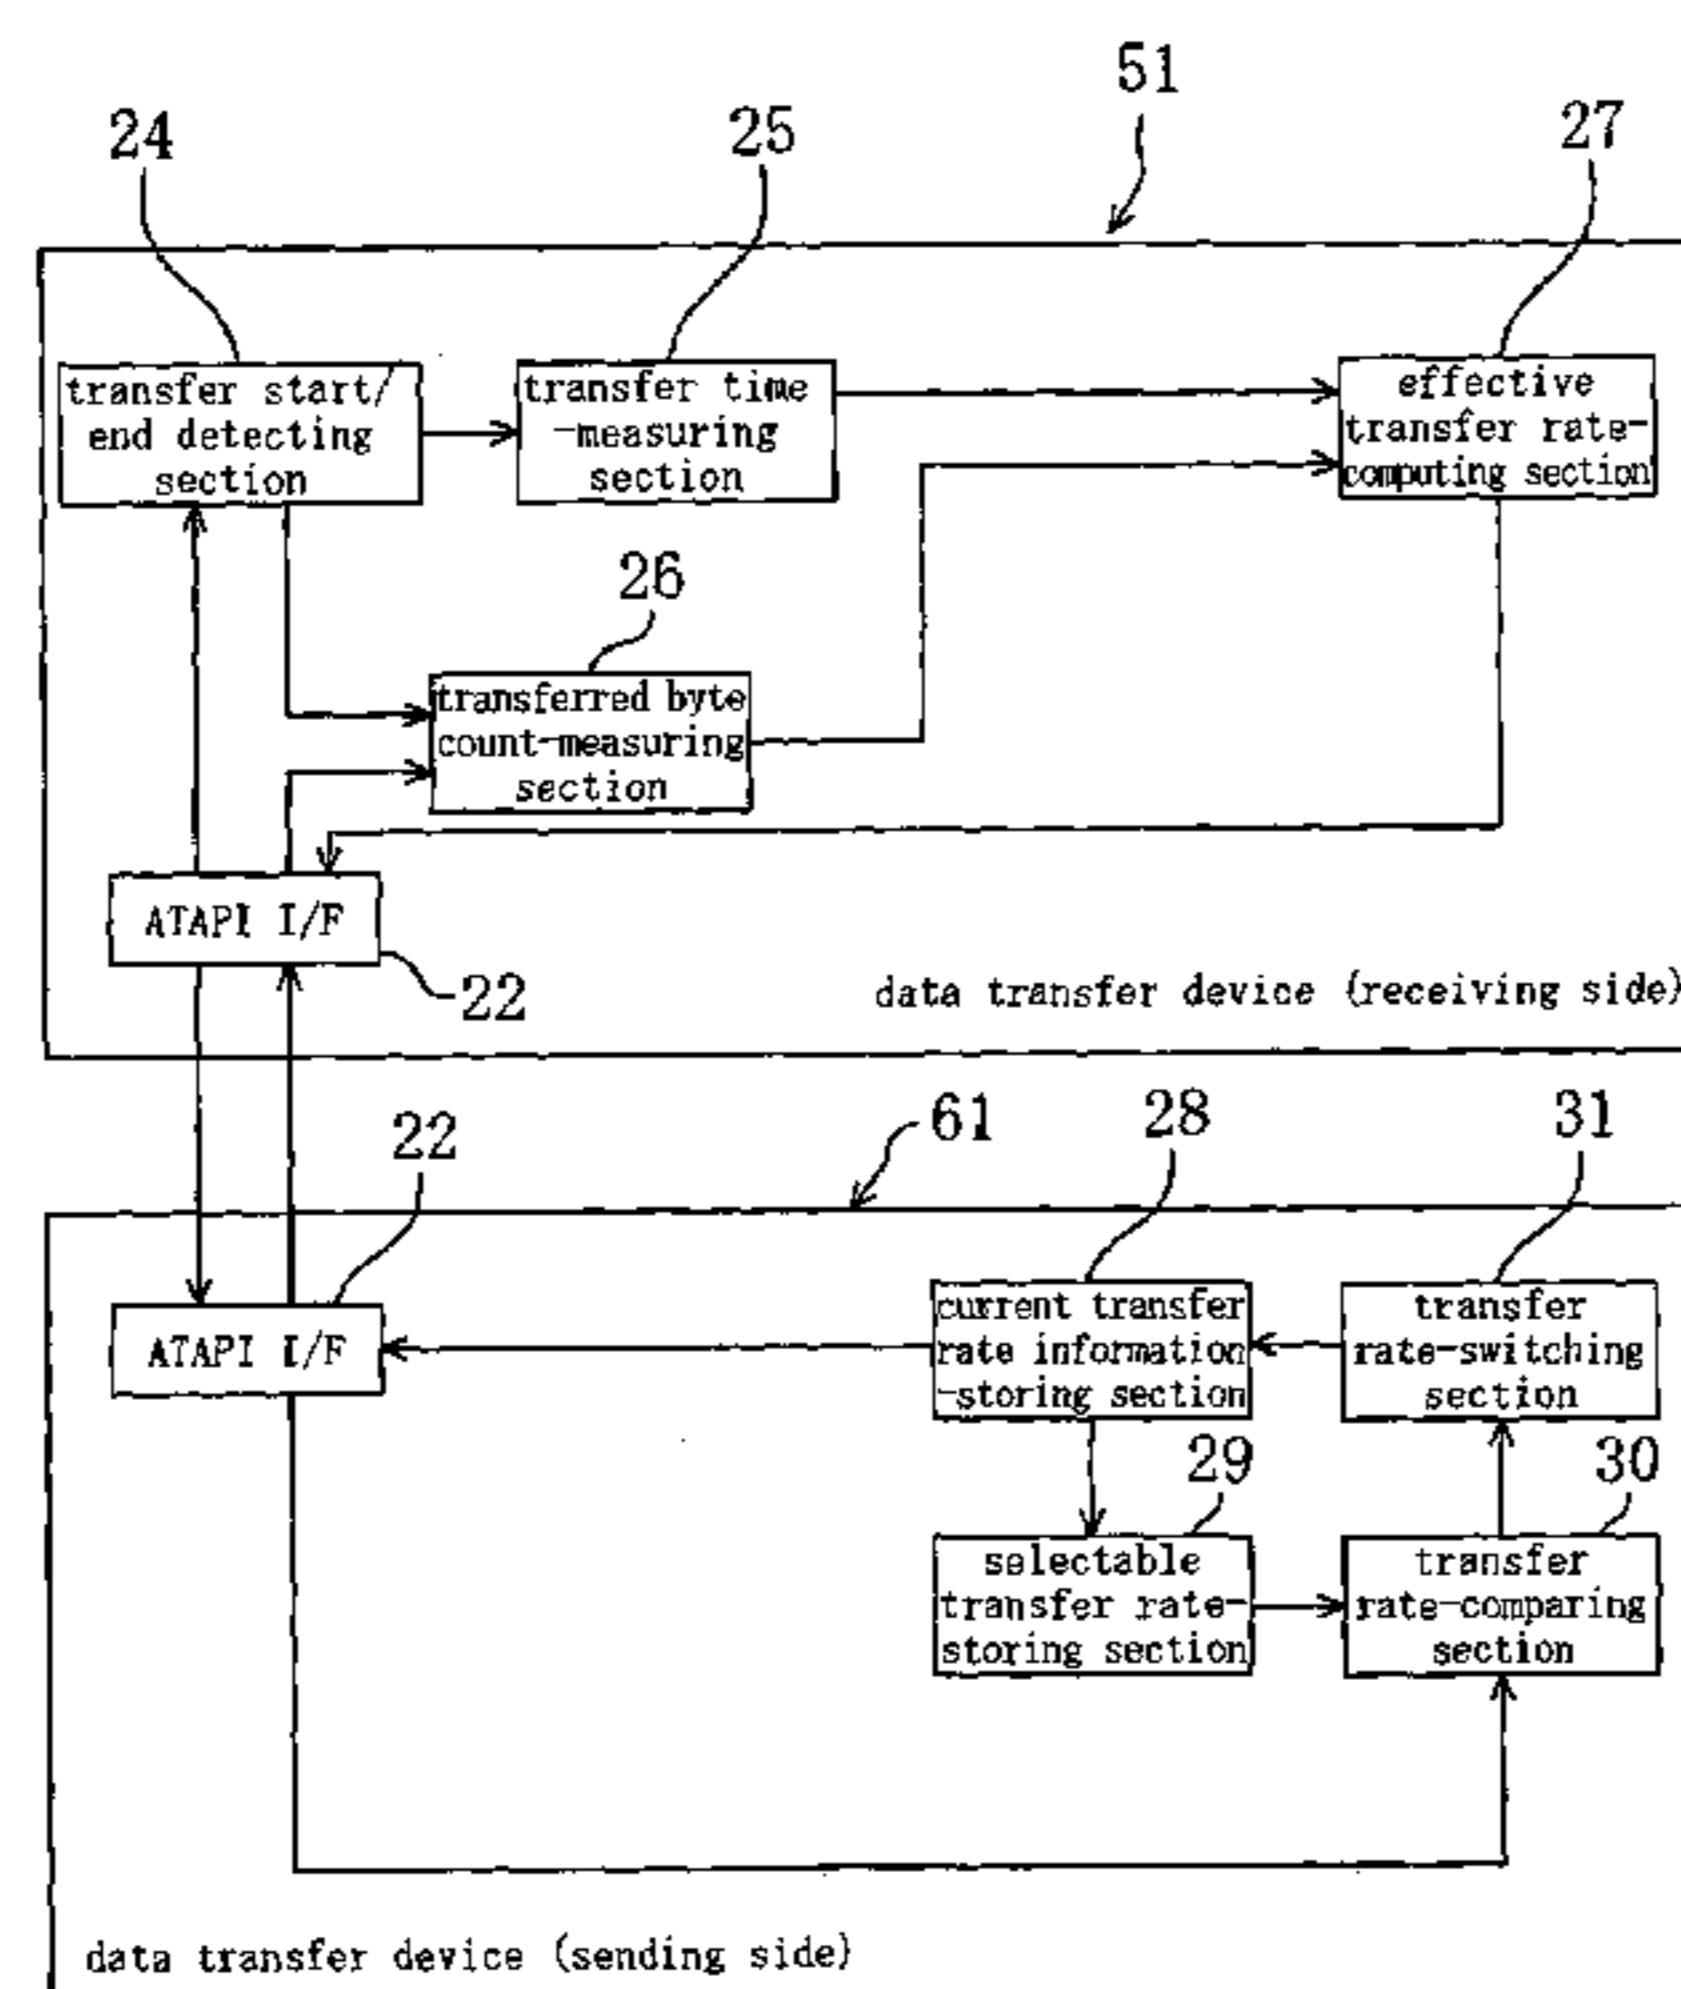 51
24
25
27
transfer start/
end detecting
section
transfer time
-measuring
section
effective
transfer rate-
computing section
26
transferred byte
count-measuring
section
ATAPI I/F
22
data transfer device (receiving side)
61
28
31
22
current transfer
rate information
-storing section
transfer
rate-switching
section
ATAPI I/F
29
30
selectable
transfer rate-
storing section
transfer
rate-comparing
section
data transfer device (sending side)